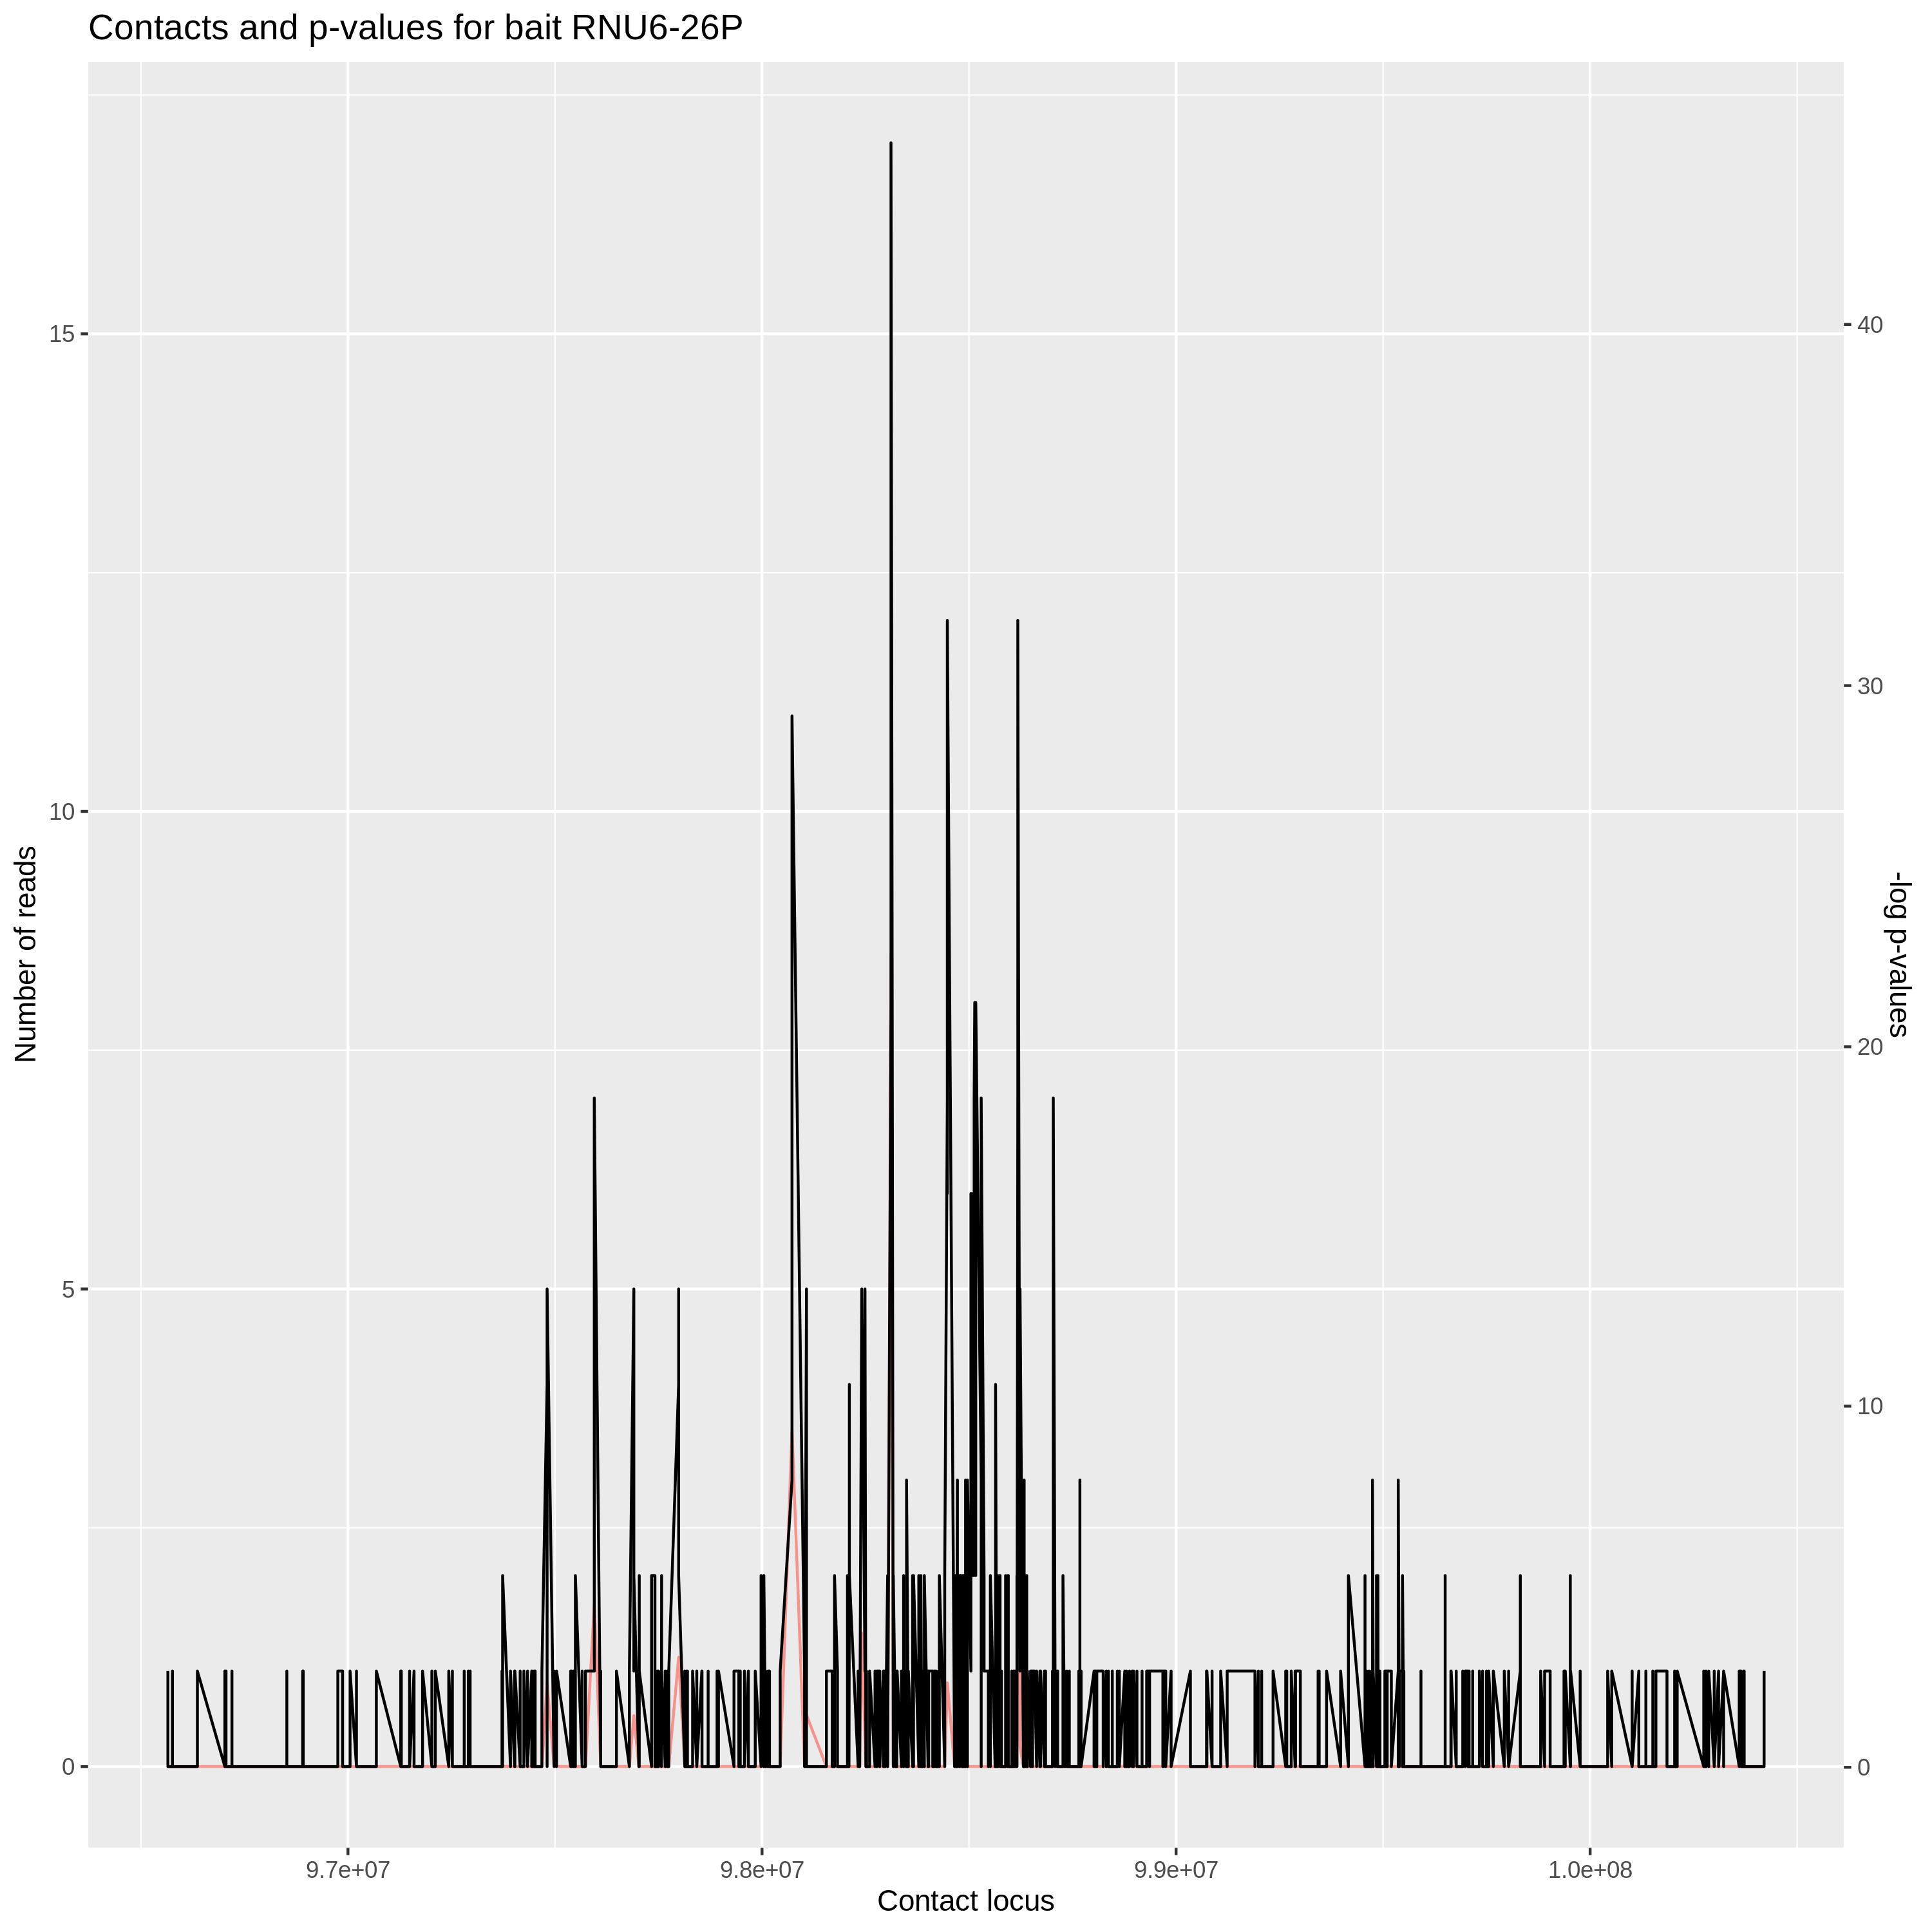 Contacts and p-values for bait RNU6-26P
Number of reads
15
10
5
0
40
30
20
10
0
-log p-values
9.7e+07
9.8e+07
9.9e+07
1.0e+08
Contact locus